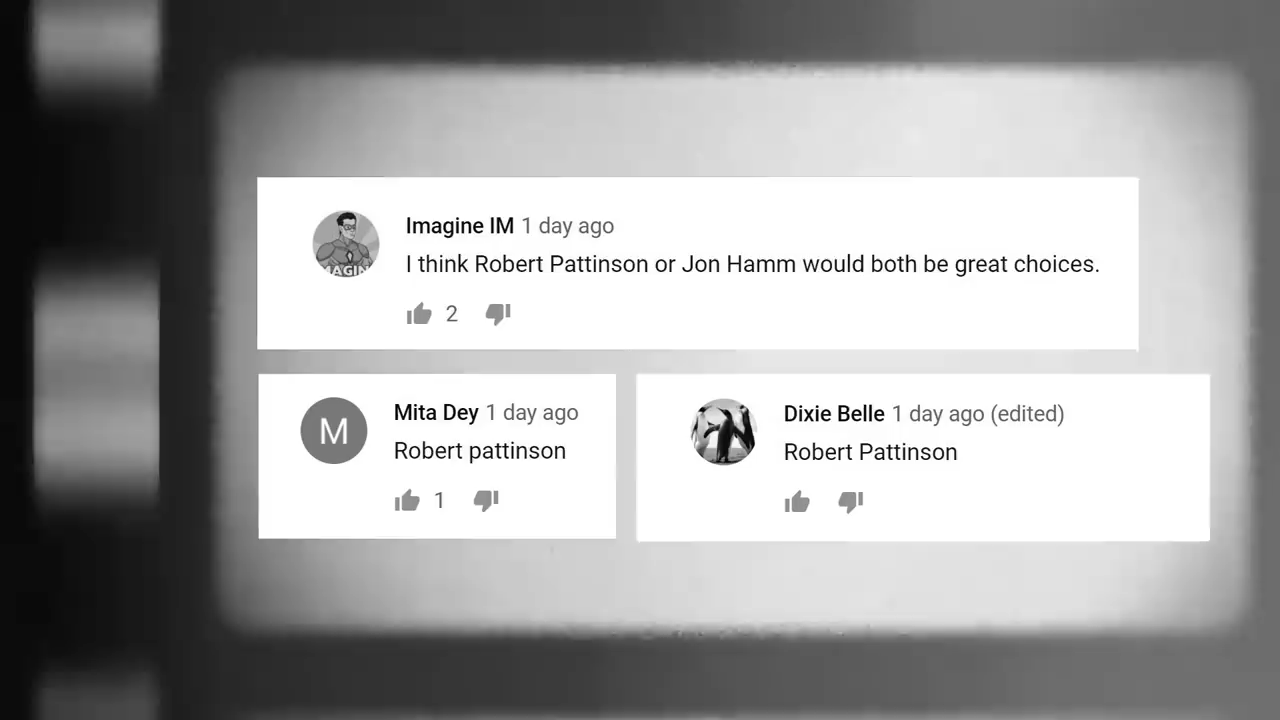 Imagine IM 1 day ago
I think Robert Pattinson or Jon Hamm would both be great choices.
2
MAGIN
Mita Dey 1 day ago
M
Robert pattinson
1
Dixie Belle 1 day ago (edited)
Robert Pattinson